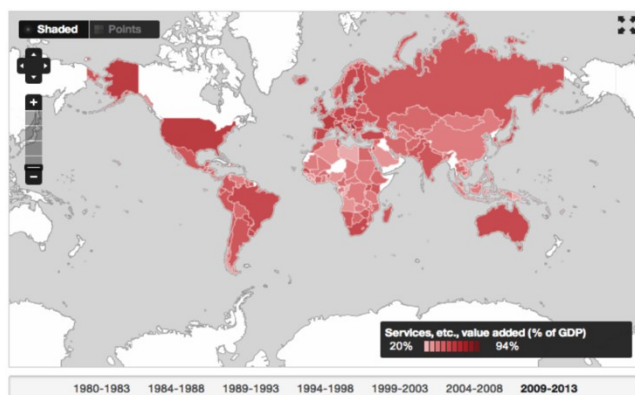 Shaded Points
+
−
Services, etc., value added (% of GDP)
20% 94%
1980-1983 1984-1988 1989-1993 1994-1998 1999-2003 2004-2008 2009-2013